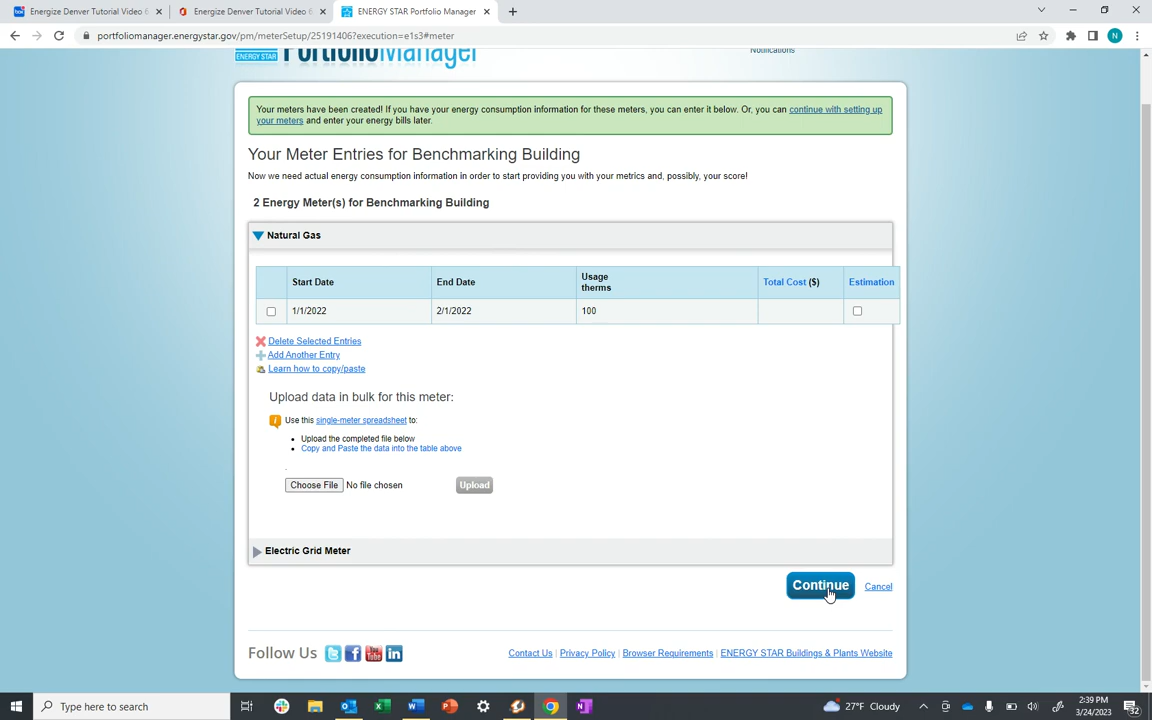 Energize Denver Tutorial Video 6
Energize Denver Tutorial Video 6
ENERGY STAR Portfolio Manager
portfoliomanager.energystar.gov/pm/meterSetup/25191406?execution=e1s3#meter
N
ENERGY STAR PortfolioManager
Notifications
Your meters have been created! If you have your energy consumption information for these meters, you can enter it below. Or, you can continue with setting up
your meters and enter your energy bills later.
Your Meter Entries for Benchmarking Building
Now we need actual energy consumption information in order to start providing you with your metrics and, possibly, your score!
2 Energy Meter(s) for Benchmarking Building
Natural Gas
Start Date End Date Usage therms Total Cost ($) Estimation
1/1/2022 2/1/2022 100
Delete Selected Entries
Add Another Entry
Learn how to copy/paste
Upload data in bulk for this meter:
Use this single-meter spreadsheet to:
• Upload the completed file below
• Copy and Paste the data into the table above
.
Choose File No file chosen Upload
Electric Grid Meter
Continue Cancel
Follow Us Contact Us | Privacy Policy | Browser Requirements | ENERGY STAR Buildings & Plants Website
Type here to search
27°F Cloudy
2:39 PM
3/24/2023
32